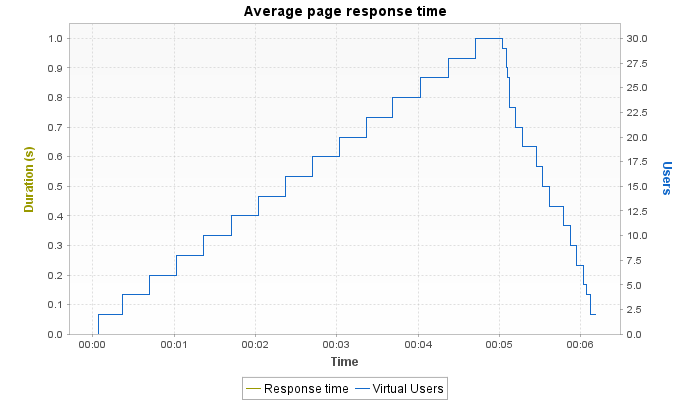 Average page response time
1.0 30.0
0.9 27.5
0.8 25.0
0.7 22.5
0.6 20.0
0.5 17.5
0.4 15.0
0.3 12.5
0.2 10.0
0.1 7.5
0.0 5.0
2.5
0.0
Duration (s)
Users
00:00 00:01 00:02 00:03 00:04 00:05 00:06
Time
Response time Virtual Users